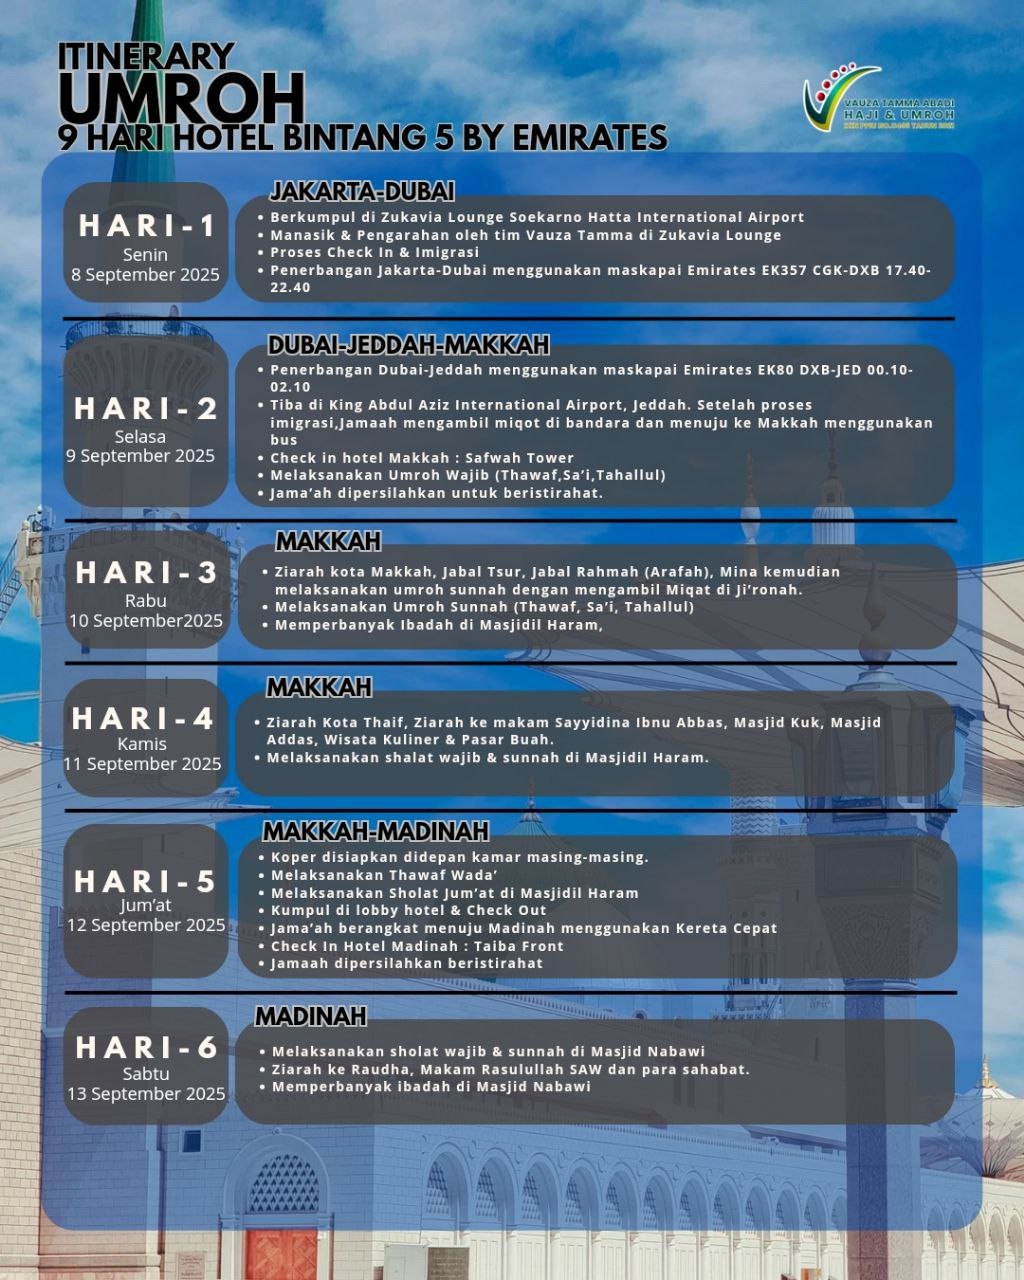 ITINERARY
UMROH
9 HARI HOTEL BINTANG 5 BY EMIRATES
VAUZA TAMMA ABADI
HAJI & UMROH
HARI-1
Senin
8 September 2025
JAKARTA-DUBAI
• Berkumpul di Zukavia Lounge Soekarno Hatta International Airport
• Manasik & Pengarahan oleh tim Vauza Tamma di Zukavia Lounge
• Proses Check In & Imigrasi
• Penerbangan Jakarta-Dubai menggunakan maskapai Emirates EK357 CGK-DXB 17.40-
22.40
HARI-2
Selasa
9 September 2025
DUBAI-JEDDAH-MAKKAH
• Penerbangan Dubai-Jeddah menggunakan maskapai Emirates EK80 DXB-JED 00.10-
02.10
• Tiba di King Abdul Aziz International Airport, Jeddah. Setelah proses
imigrasi,Jamaah mengambil miqot di bandara dan menuju ke Makkah menggunakan
bus
• Check in hotel Makkah : Safwah Tower
• Melaksanakan Umroh Wajib (Thawaf,Sa’i,Tahallul)
• Jama’ah dipersilahkan untuk beristirahat.
HARI-3
Rabu
10 September2025
MAKKAH
• Ziarah kota Makkah, Jabal Tsur, Jabal Rahmah (Arafah), Mina kemudian
melaksanakan umroh sunnah dengan mengambil Miqat di Ji’ronah.
• Melaksanakan Umroh Sunnah (Thawaf, Sa’i, Tahallul)
• Memperbanyak Ibadah di Masjidil Haram,
HARI-4
Kamis
11 September 2025
MAKKAH
• Ziarah Kota Thaif, Ziarah ke makam Sayyidina Ibnu Abbas, Masjid Kuk, Masjid
Addas, Wisata Kuliner & Pasar Buah.
• Melaksanakan shalat wajib & sunnah di Masjidil Haram.
HARI-5
Jum’at
12 September 2025
MAKKAH-MADINAH
• Koper disiapkan didepan kamar masing-masing.
• Melaksanakan Thawaf Wada’
• Melaksanakan Sholat Jum’at di Masjidil Haram
• Kumpul di lobby hotel & Check Out
• Jama’ah berangkat menuju Madinah menggunakan Kereta Cepat
• Check In Hotel Madinah : Taiba Front
• Jamaah dipersilahkan beristirahat
HARI-6
Sabtu
13 September 2025
MADINAH
• Melaksanakan sholat wajib & sunnah di Masjid Nabawi
• Ziarah ke Raudha, Makam Rasulullah SAW dan para sahabat.
• Memperbanyak ibadah di Masjid Nabawi